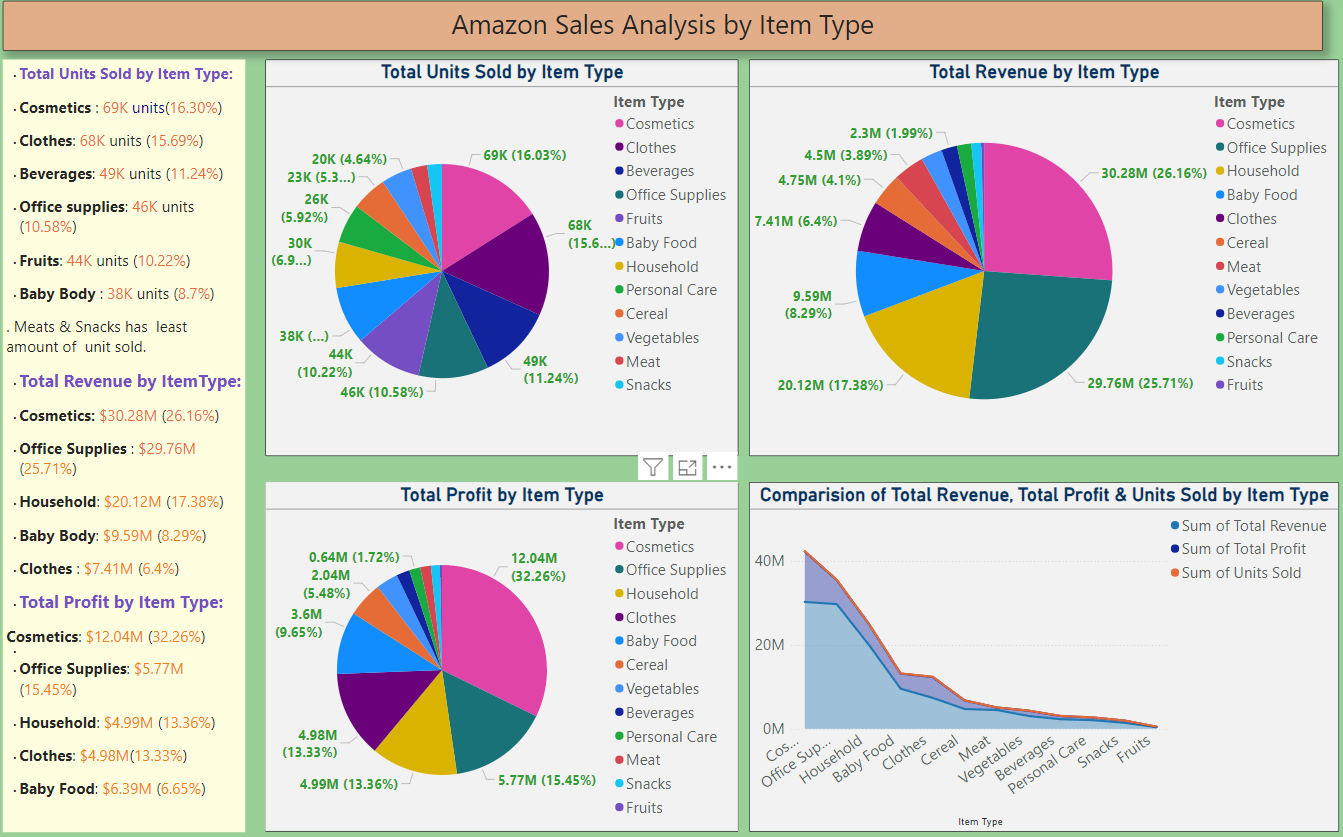 Amazon Sales Analysis by Item Type
· Total Units Sold by Item Type:
· Cosmetics : 69K units(16.30%)
· Clothes: 68K units (15.69%)
· Beverages: 49K units (11.24%)
· Office supplies: 46K units
(10.58%)
· Fruits: 44K units (10.22%)
· Baby Body : 38K units (8.7%)
. Meats & Snacks has least
amount of unit sold.
· Total Revenue by ItemType:
· Cosmetics: $30.28M (26.16%)
· Office Supplies : $29.76M
(25.71%)
· Household: $20.12M (17.38%)
· Baby Body: $9.59M (8.29%)
· Clothes : $7.41M (6.4%)
· Total Profit by Item Type:
Cosmetics: $12.04M (32.26%)
·
· Office Supplies: $5.77M
(15.45%)
· Household: $4.99M (13.36%)
· Clothes: $4.98M(13.33%)
· Baby Food: $6.39M (6.65%)
Total Units Sold by Item Type
69K (16.03%)
68K
(15.6...)
49K
(11.24%)
46K (10.58%)
44K
(10.22%)
38K (...)
30K
(6.9...)
26K
(5.92%)
23K (5.3...)
20K (4.64%)
Item Type
Cosmetics
Clothes
Beverages
Office Supplies
Fruits
Baby Food
Household
Personal Care
Cereal
Vegetables
Meat
Snacks
Total Revenue by Item Type
30.28M (26.16%)
29.76M (25.71%)
20.12M (17.38%)
9.59M
(8.29%)
7.41M (6.4%)
4.75M (4.1%)
4.5M (3.89%)
2.3M (1.99%)
Item Type
Cosmetics
Office Supplies
Household
Baby Food
Clothes
Cereal
Meat
Vegetables
Beverages
Personal Care
Snacks
Fruits
Total Profit by Item Type
12.04M
(32.26%)
5.77M (15.45%)
4.99M (13.36%)
4.98M
(13.33%)
3.6M
(9.65%)
2.04M
(5.48%)
0.64M (1.72%)
Item Type
Cosmetics
Office Supplies
Household
Clothes
Baby Food
Cereal
Vegetables
Beverages
Personal Care
Meat
Snacks
Fruits
Comparision of Total Revenue, Total Profit & Units Sold by Item Type
Sum of Total Revenue
Sum of Total Profit
Sum of Units Sold
40M
20M
0M
Cos...
Office Sup...
Household
Baby Food
Clothes
Cereal
Meat
Vegetables
Beverages
Personal Care
Snacks
Fruits
Item Type